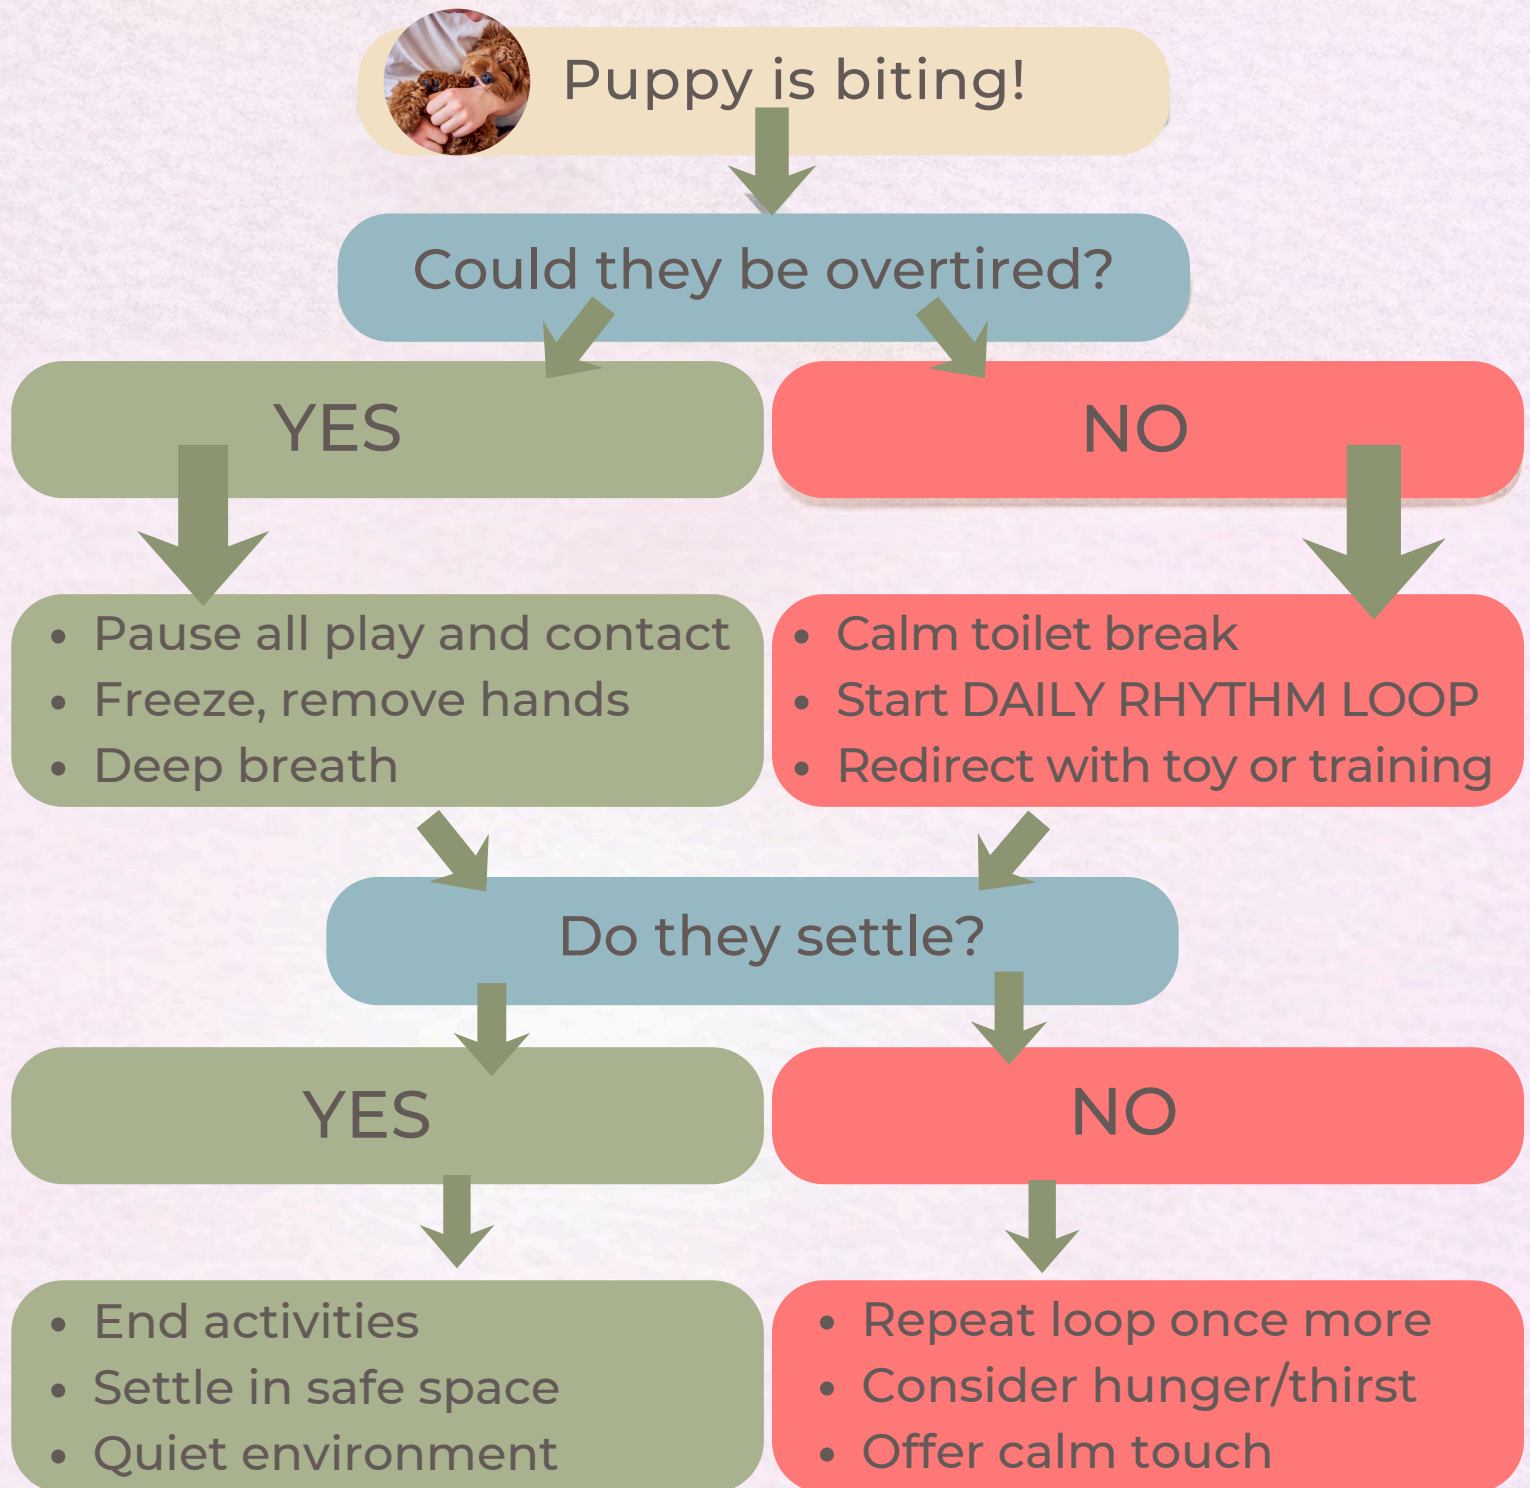 Puppy is biting!
Could they be overtired?
YES
NO
• Pause all play and contact
• Freeze, remove hands
• Deep breath
• Calm toilet break
• Start DAILY RHYTHM LOOP
• Redirect with toy or training
Do they settle?
YES
NO
• End activities
• Settle in safe space
• Quiet environment
• Repeat loop once more
• Consider hunger/thirst
• Offer calm touch